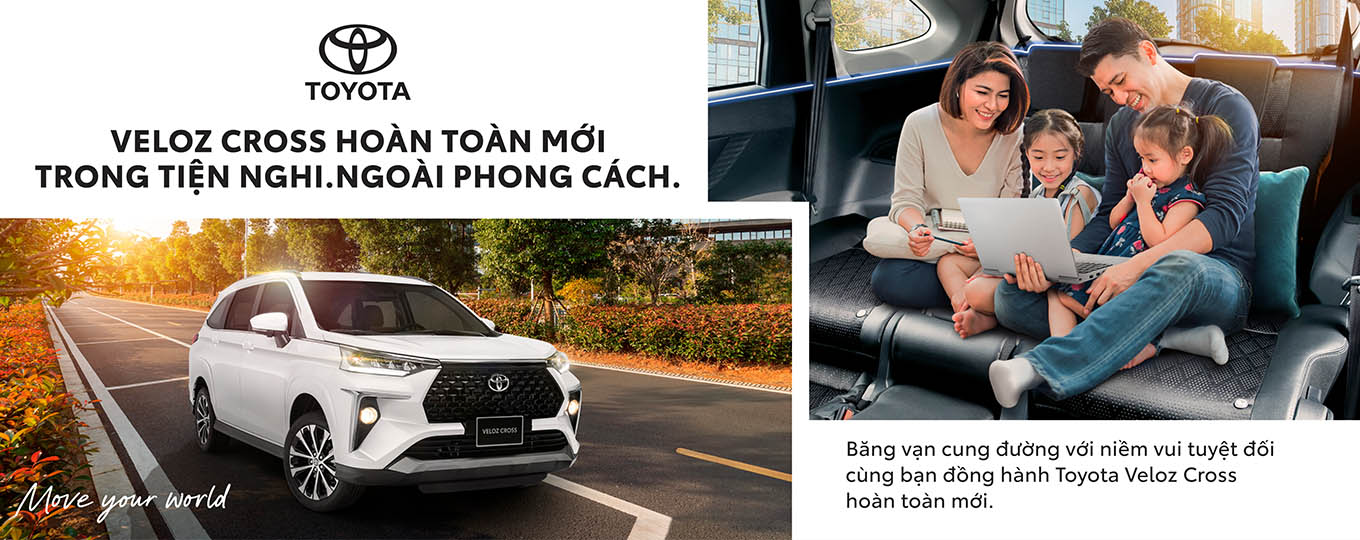 TOYOTA
VELOZ CROSS HOÀN TOÀN MỚI
TRONG TIỆN NGHI.NGOÀI PHONG CÁCH.
VELOZ CROSS
Move your world
Băng vạn cung đường với niềm vui tuyệt đối
cùng bạn đồng hành Toyota Veloz Cross
hoàn toàn mới.